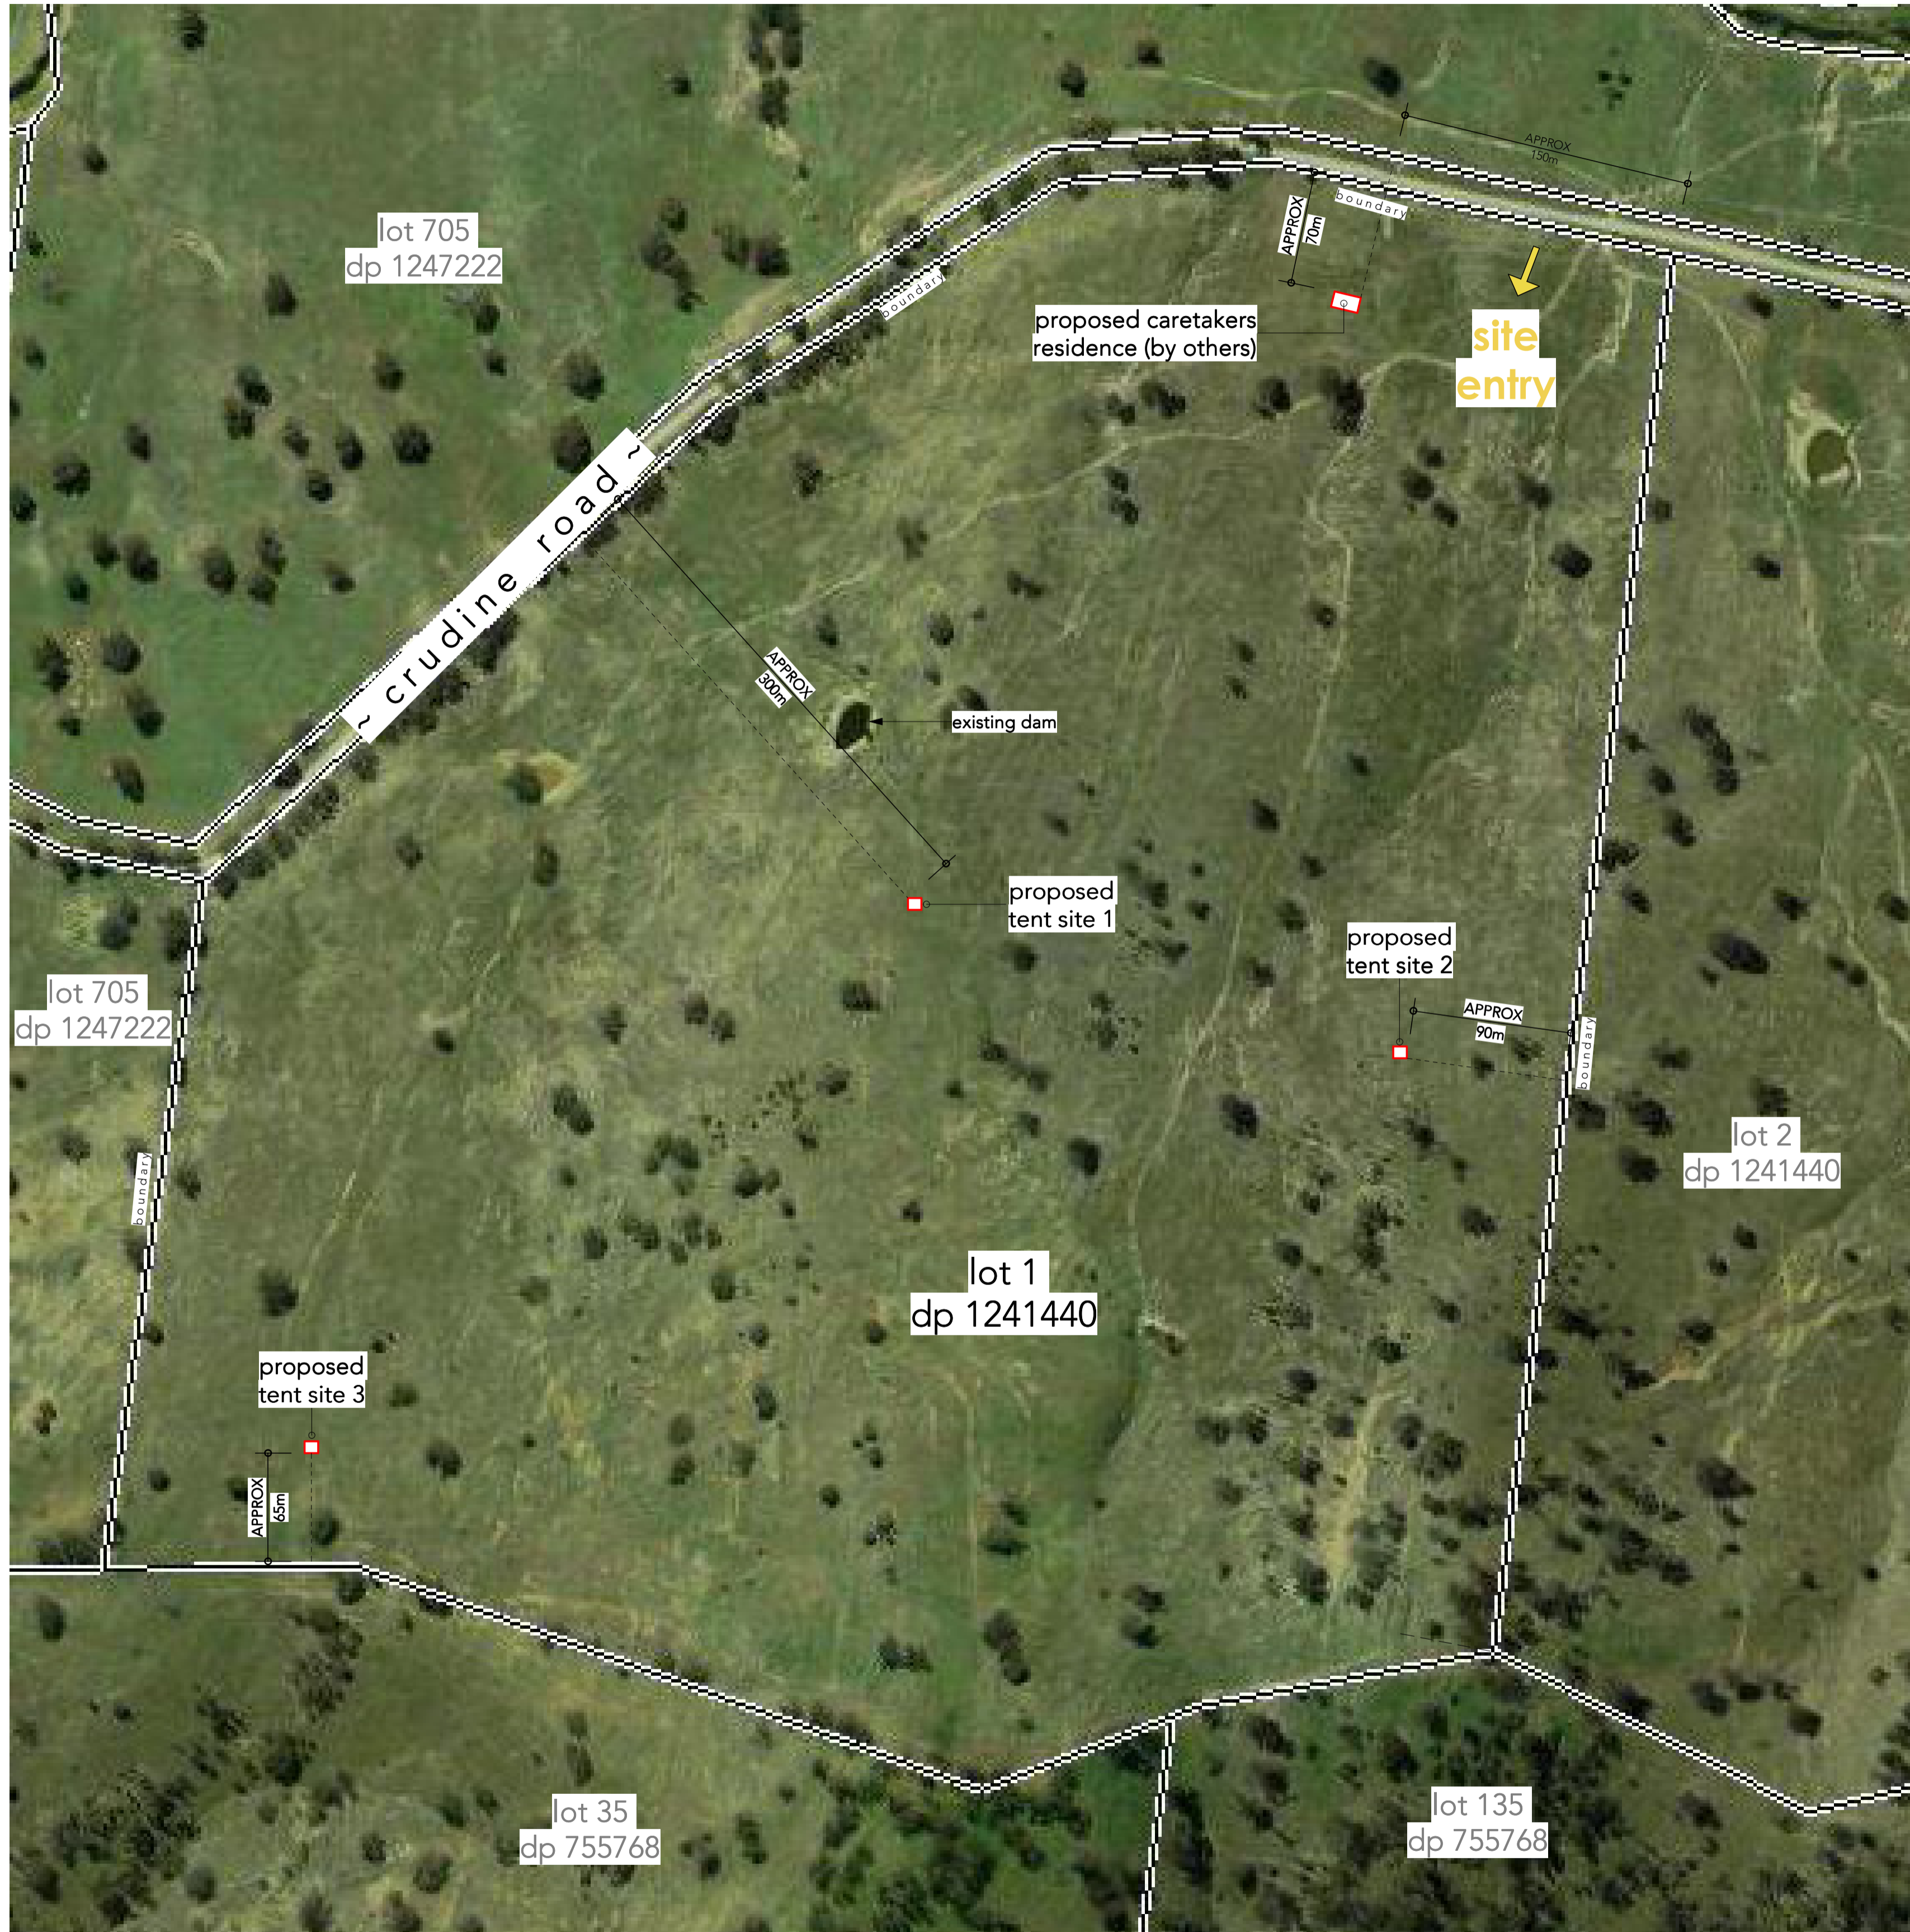 APPROX
150m
boundary
APPROX
70m
lot 705
dp 1247222
boundary
proposed caretakers
residence (by others)
site
entry
~ crudine road ~
APPROX
300m
existing dam
proposed
tent site 1
proposed
tent site 2
lot 705
dp 1247222
APPROX
90m
boundary
lot 2
dp 1241440
boundary
lot 1
dp 1241440
proposed
tent site 3
APPROX
65m
lot 35
dp 755768
lot 135
dp 755768